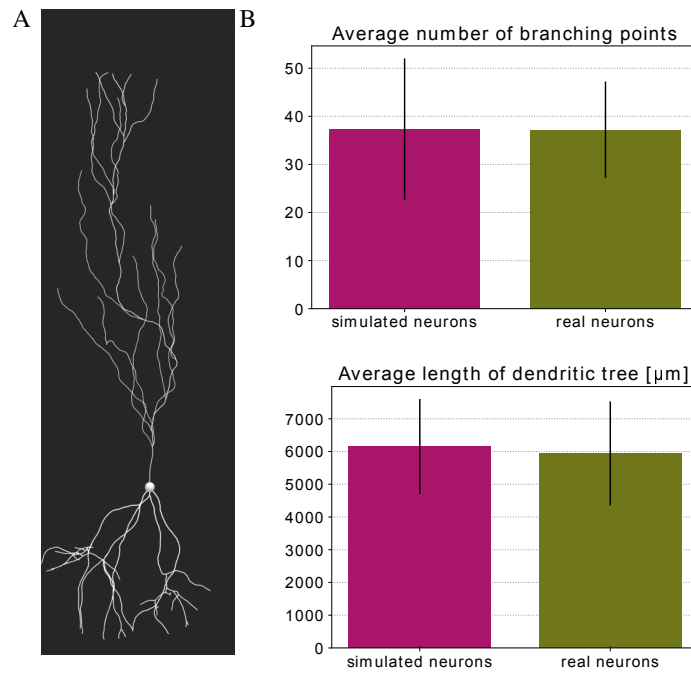 A
B
Average number of branching points
50
40
30
20
10
0
simulated neurons
real neurons
Average length of dendritic tree [µm]
7000
6000
5000
4000
3000
2000
1000
0
simulated neurons
real neurons